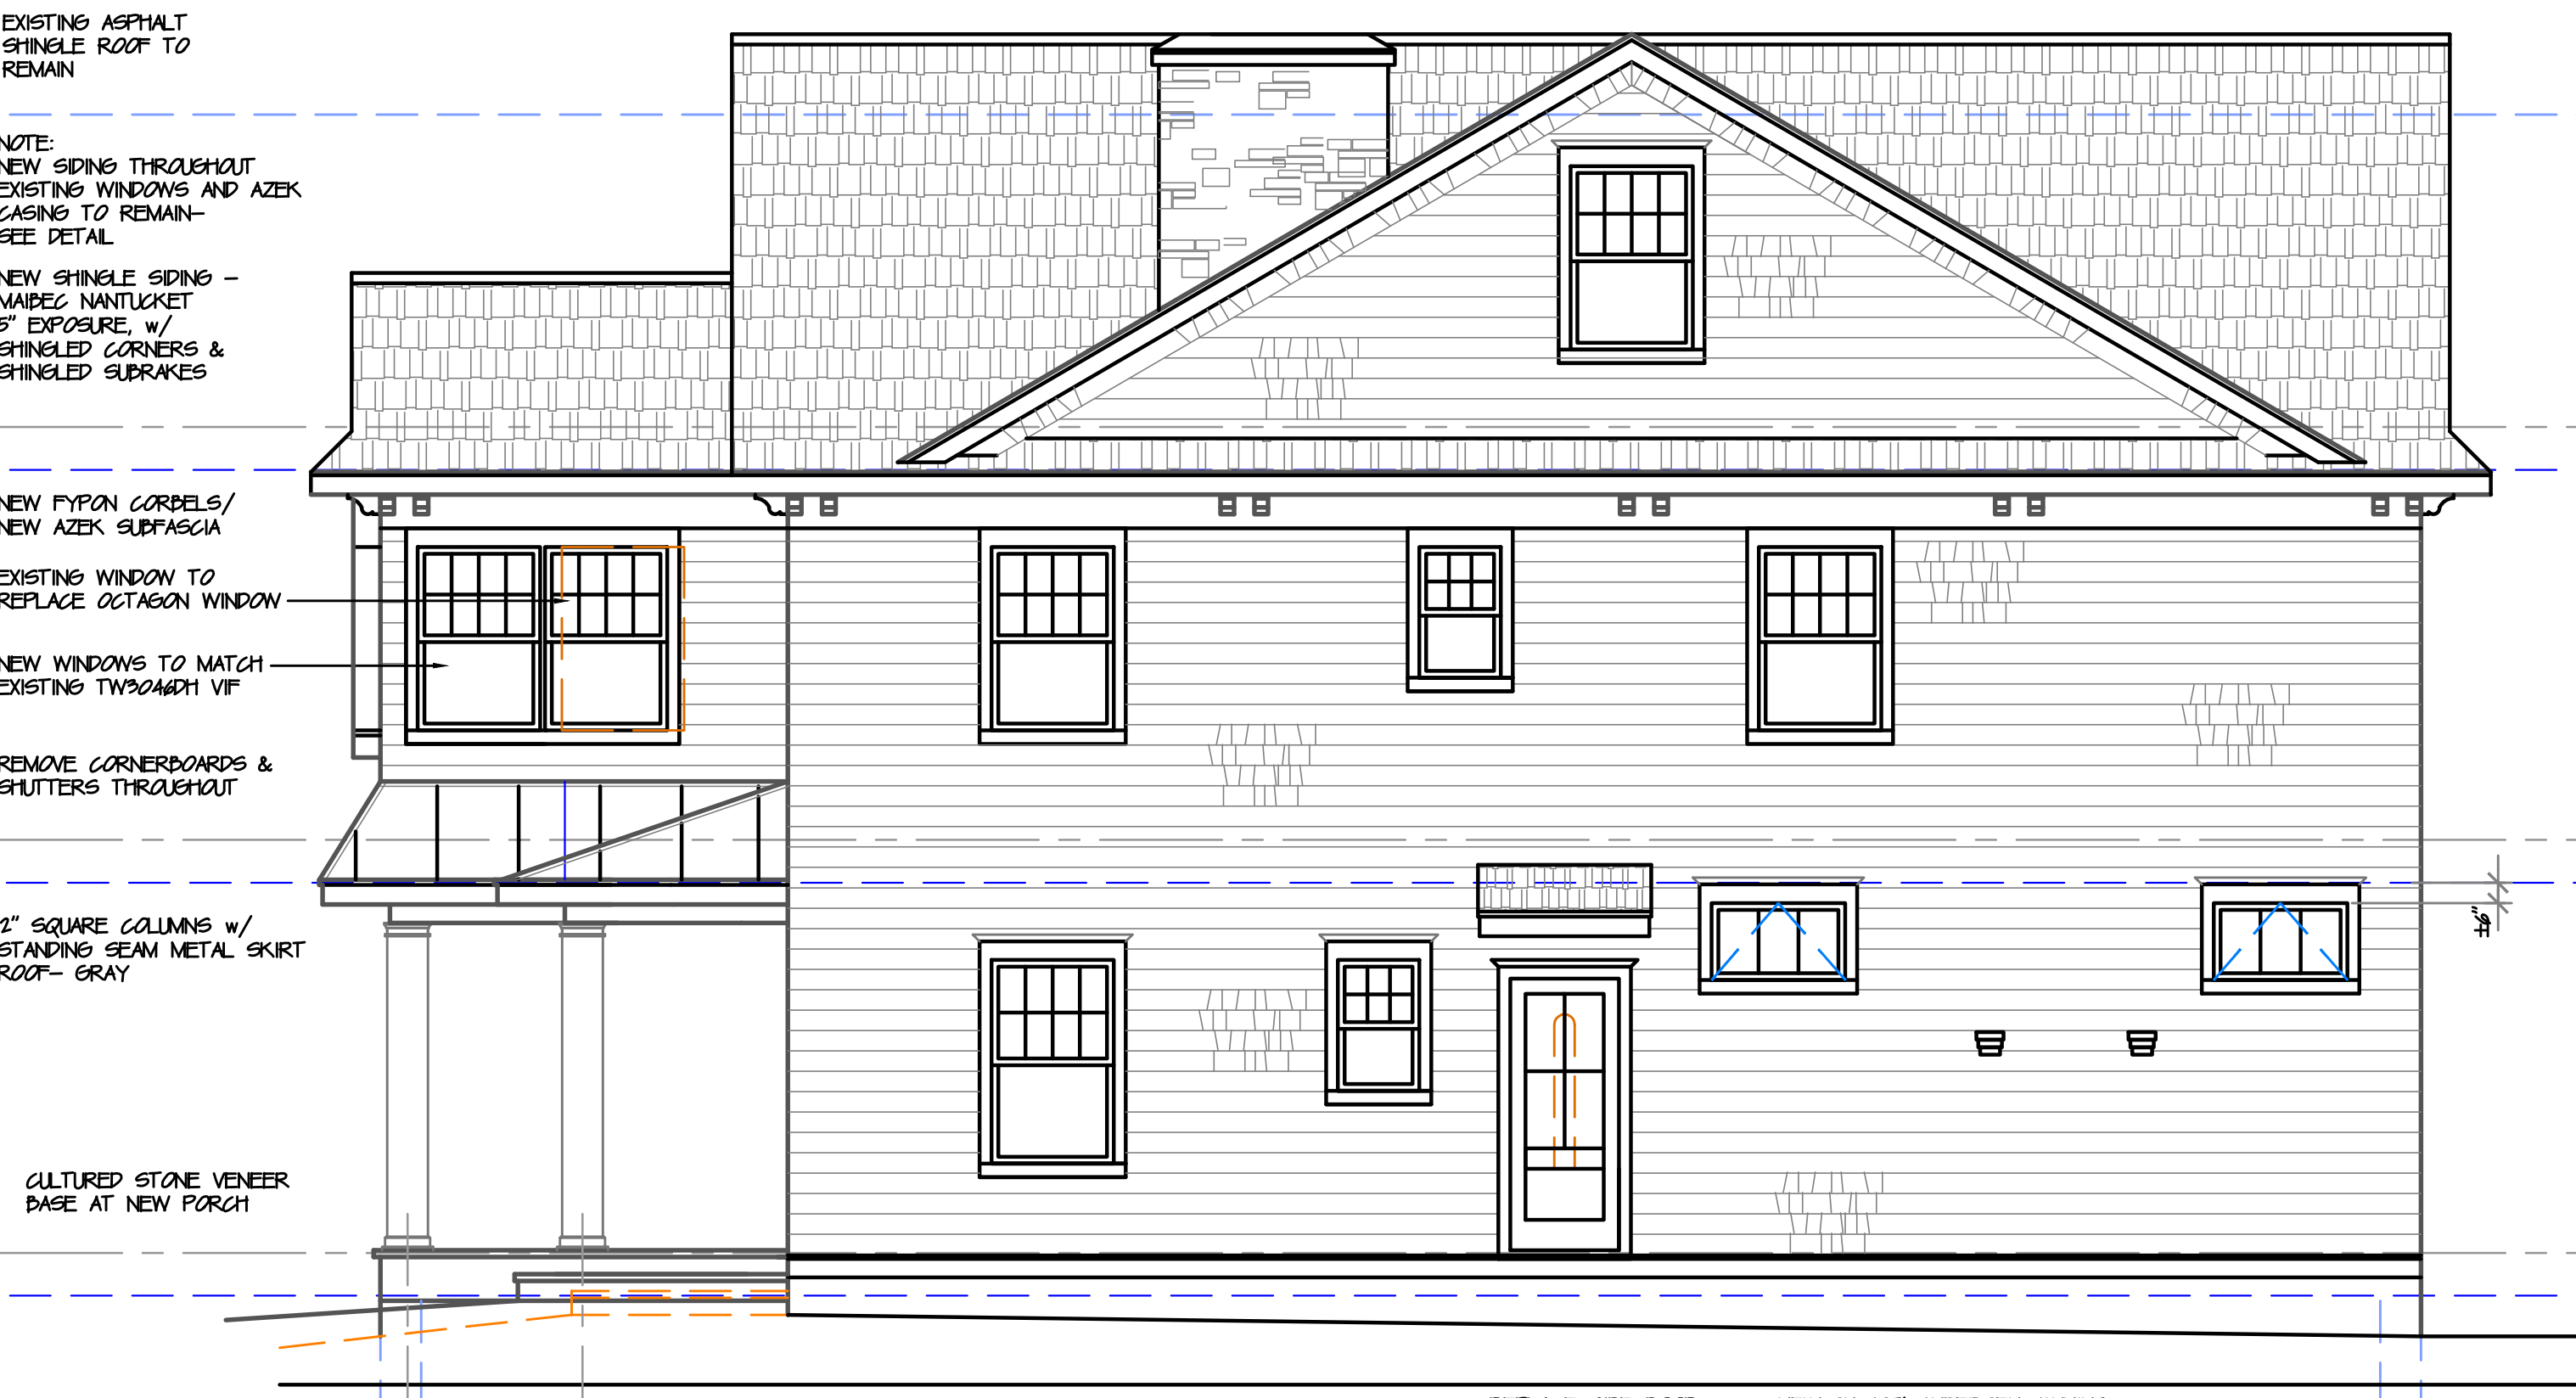 EXISTING ASPHALT
SHINGLE ROOF TO
REMAIN
NOTE:
NEW SIDING THROUGHOUT
EXISTING WINDOWS AND AZEK
CASING TO REMAIN-
SEE DETAIL
NEW SHINGLE SIDING -
MAIBEC NANTUCKET
5" EXPOSURE, w/
SHINGLED CORNERS &
SHINGLED SUBRAKES
NEW FYPON CORBELS/
NEW AZEK SUBFASCIA
EXISTING WINDOW TO
REPLACE OCTAGON WINDOW
NEW WINDOWS TO MATCH
EXISTING TW3046DH VIF
REMOVE CORNERBOARDS &
SHUTTERS THROUGHOUT
2" SQUARE COLUMNS w/
STANDING SEAM METAL SKIRT
ROOF- GRAY
±6"
CULTURED STONE VENEER
BASE AT NEW PORCH